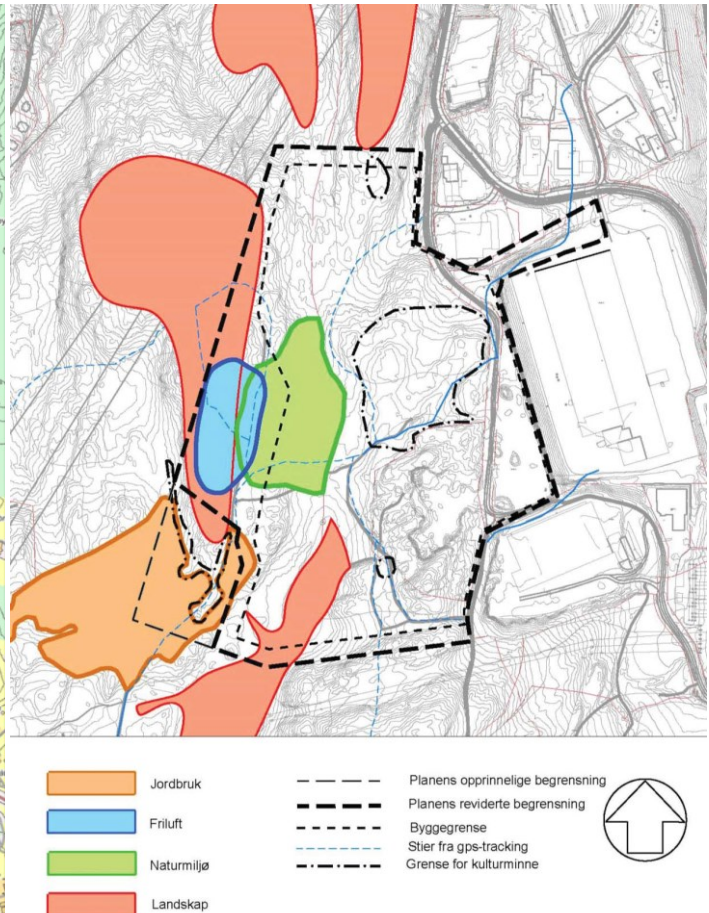 Jordbruk
Friluft
Naturmiljø
Landskap
Planens opprinnelige begrensning
Planens reviderte begrensning
Byggegrense
Stier fra gps-tracking
Grense for kulturminne